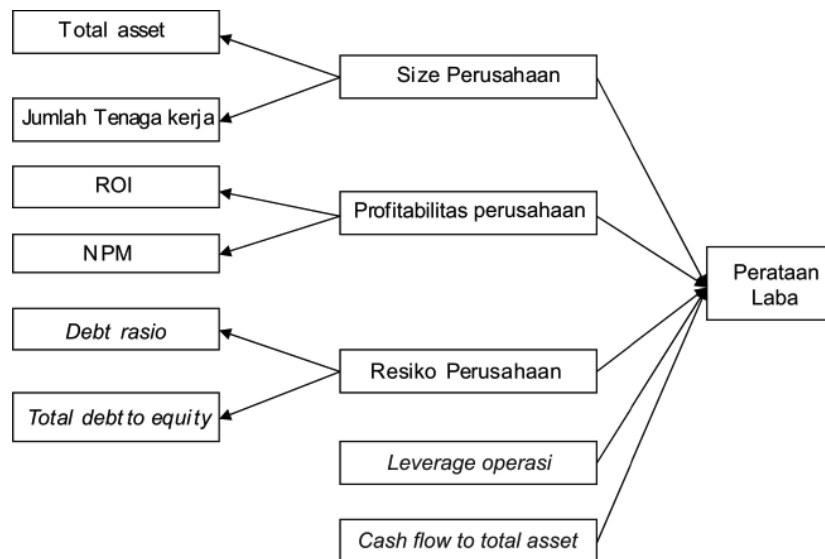 Total asset
Size Perusahaan
Jumlah Tenaga kerja
ROI
Profitabilitas perusahaan
NPM
Perataan
Laba
Debt rasio
Resiko Perusahaan
Total debt to equity
Leverage operasi
Cash flow to total asset